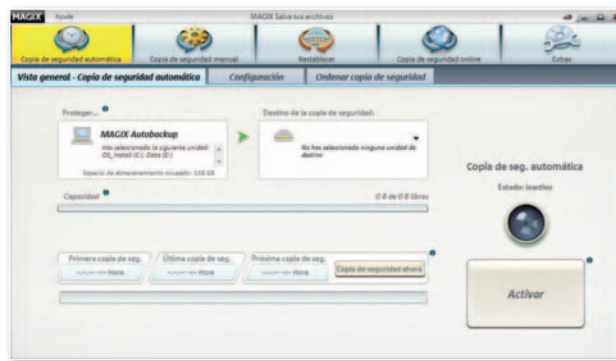 MAGIX Ayuda MAGIX Salva tus archivos
Copia de seguridad automática Copia de seguridad manual Restablecer Copia de seguridad online Extras
Vista general - Copia de seguridad automática Configuración Ordenar copia de seguridad
Proteger... Destino de la copia de seguridad:
MAGIX Autobackup
Has seleccionado la siguiente unidad: No has seleccionado ninguna unidad de
OS_Install (C:), Data (D:) destino
Espacio de almacenamiento ocupado: GB
Copia de seg. automática
Capacidad 0 B de 0 B libres
Estado: inactivo
Primera copia de seg. Última copia de seg. Próxima copia de seg.
--:--:-- Hora --:--:-- Hora --:--:-- Hora Copia de seguridad ahora
Activar